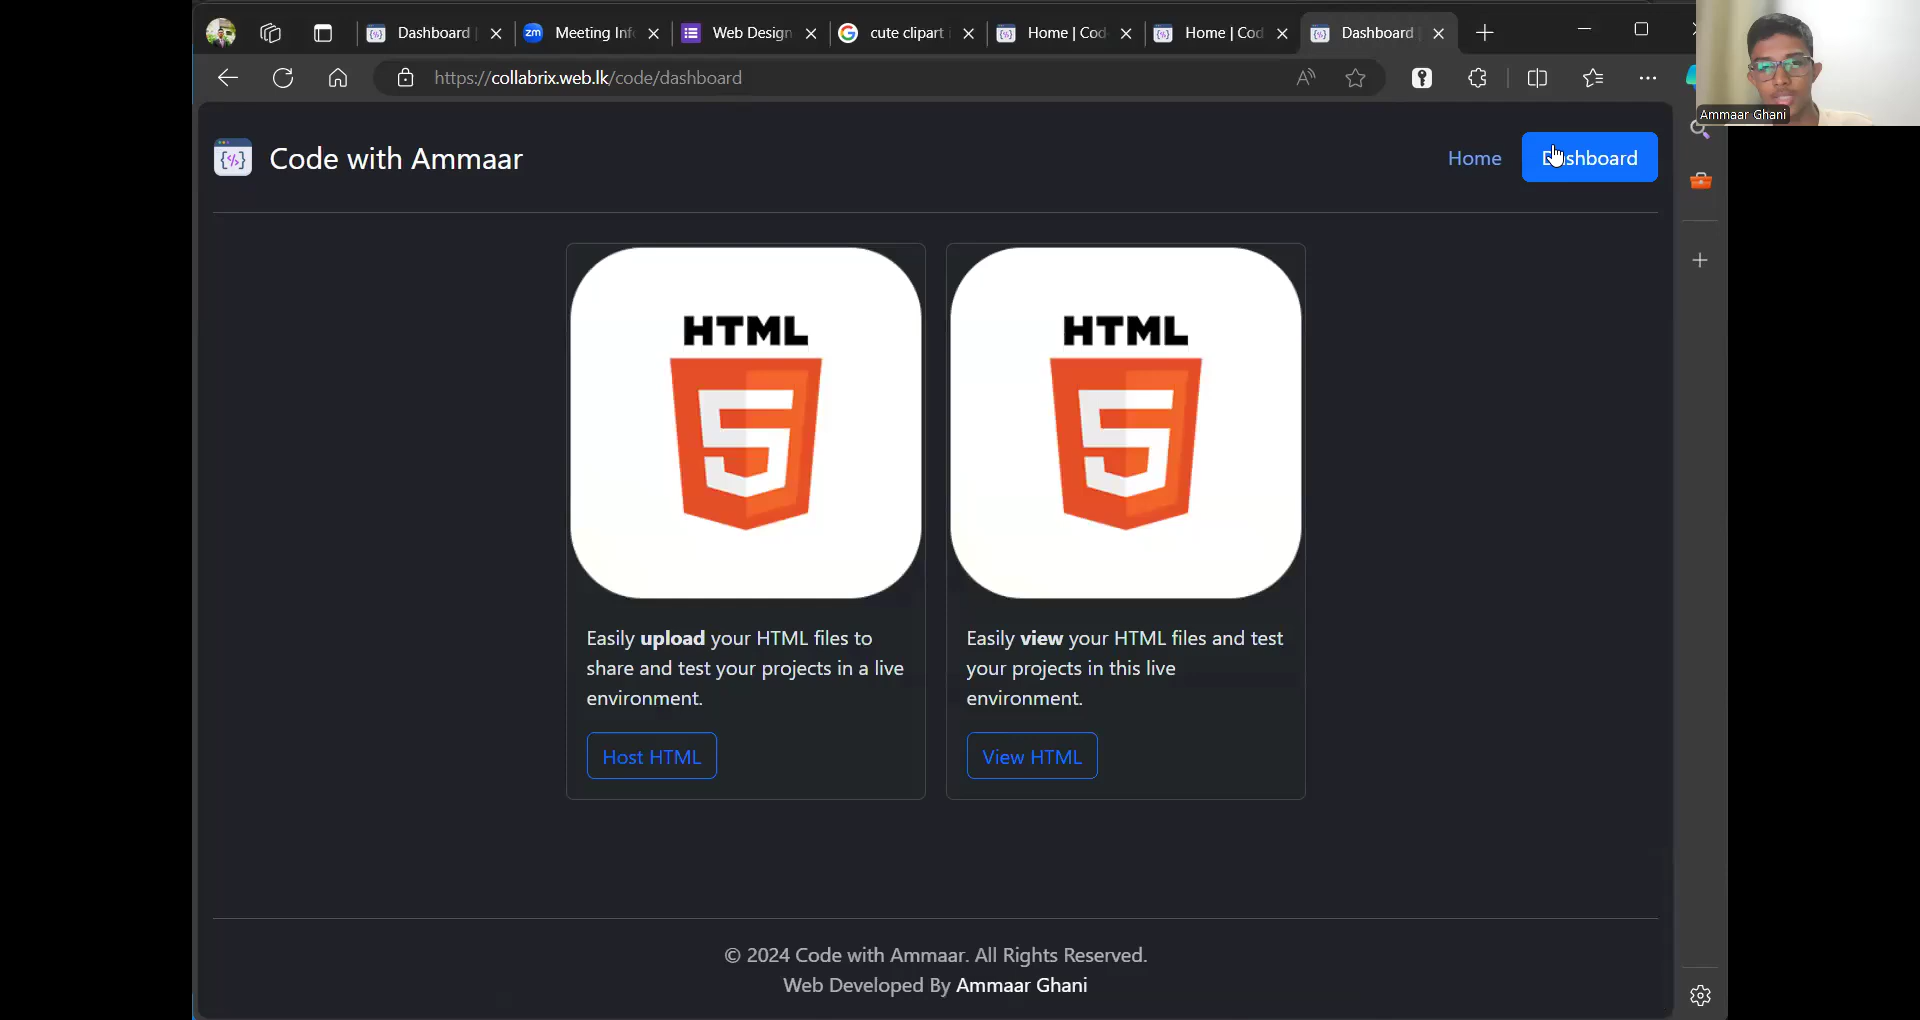 Dashboard
Meeting Inf
Web Design
cute clipart
Home | Cod
Home | Cod
Dashboard
https://collabrix.web.lk/code/dashboard
Ammaar Ghani
Code with Ammaar
Home
Dashboard
HTML
5
HTML
5
Easily upload your HTML files to
share and test your projects in a live
environment.
Host HTML
Easily view your HTML files and test
your projects in this live
environment.
View HTML
© 2024 Code with Ammaar. All Rights Reserved.
Web Developed By Ammaar Ghani